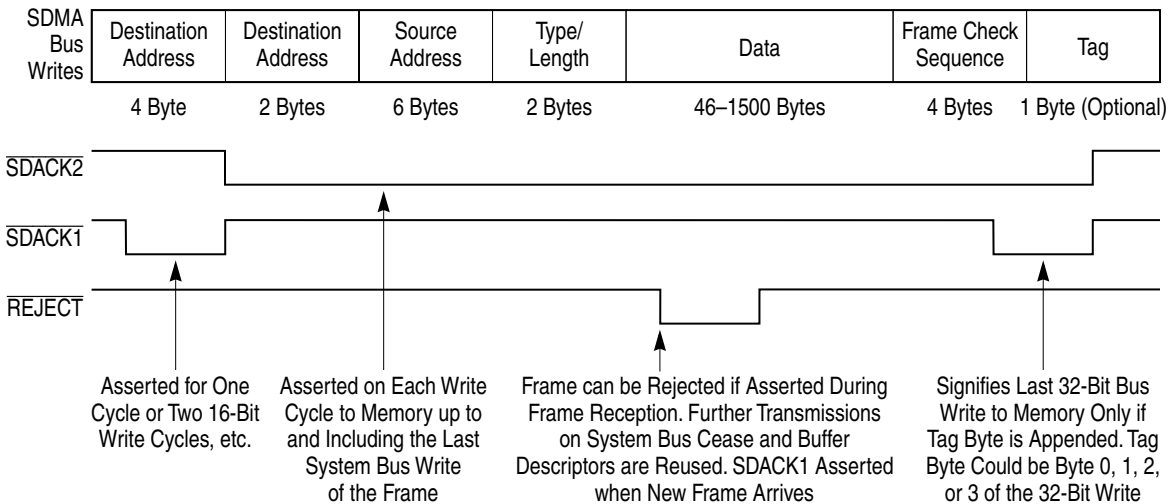 SDMA
Bus
Writes
Destination
Address
Destination
Address
Source
Address
Type/
Length
Data
Frame Check
Sequence
Tag
4 Byte
2 Bytes
6 Bytes
2 Bytes
46–1500 Bytes
4 Bytes
1 Byte (Optional)
SDACK2
SDACK1
REJECT
Asserted for One
Cycle or Two 16-Bit
Write Cycles, etc.
Asserted on Each Write
Cycle to Memory up to
and Including the Last
System Bus Write
of the Frame
Frame can be Rejected if Asserted During
Frame Reception. Further Transmissions
on System Bus Cease and Buffer
Descriptors are Reused. SDACK1 Asserted
when New Frame Arrives
Signifies Last 32-Bit Bus
Write to Memory Only if
Tag Byte is Appended. Tag
Byte Could be Byte 0, 1, 2,
or 3 of the 32-Bit Write